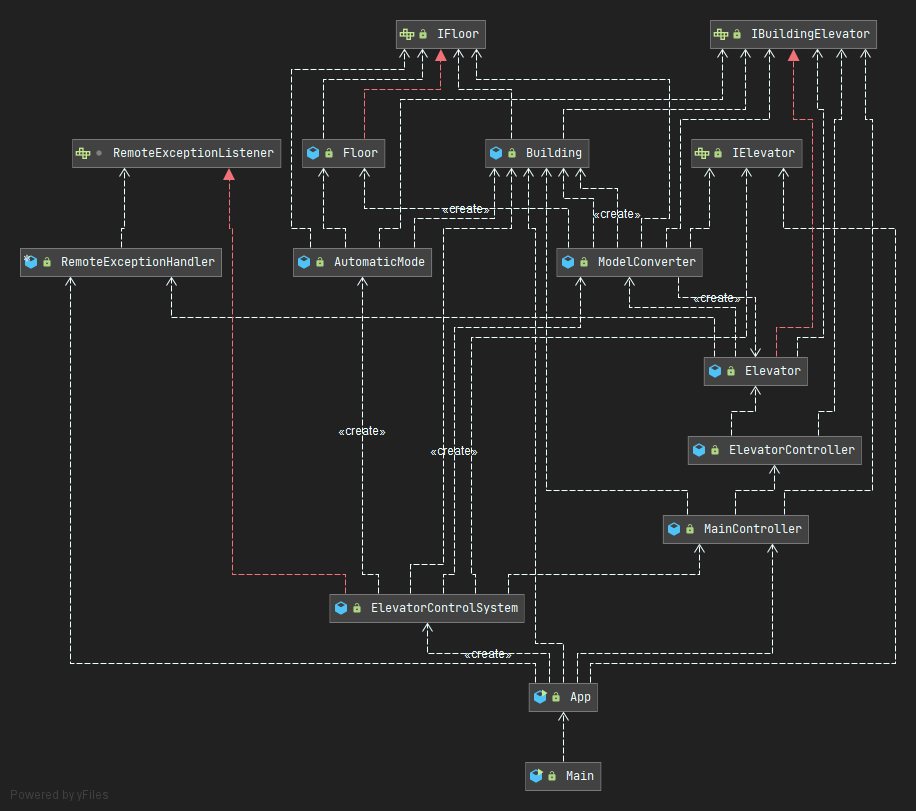 IFloor
IBuildingElevator
RemoteExceptionListener
Floor
Building
IElevator
«create»
«create»
RemoteExceptionHandler
AutomaticMode
ModelConverter
«create»
Elevator
«create»
«create»
ElevatorController
MainController
ElevatorControlSystem
«create»
App
Main
Powered by yFiles